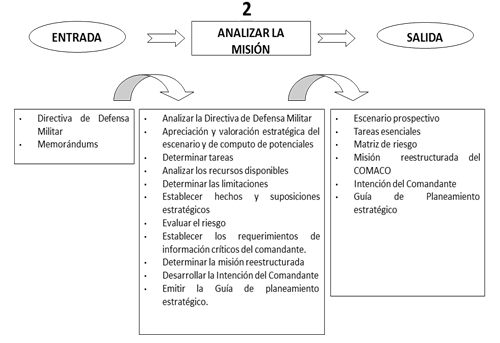 2
ENTRADA
ANALIZAR LA
MISIÓN
SALIDA
• Directiva de Defensa
Militar
• Memorándums
• Analizar la Directiva de Defensa Militar
• Apreciación y valoración estratégica del
escenario y de computo de potenciales
• Determinar tareas
• Analizar los recursos disponibles
• Determinar las limitaciones
• Establecer hechos y suposiciones
estratégicos
• Evaluar el riesgo
• Establecer los requerimientos de
información críticos del comandante.
• Determinar la misión reestructurada
• Desarrollar la Intención del Comandante
• Emitir la Guía de planeamiento
estratégico.
• Escenario prospectivo
• Tareas esenciales
• Matriz de riesgo
• Misión reestructurada del
COMACO
• Intención del Comandante
• Guía de Planeamiento
estratégico